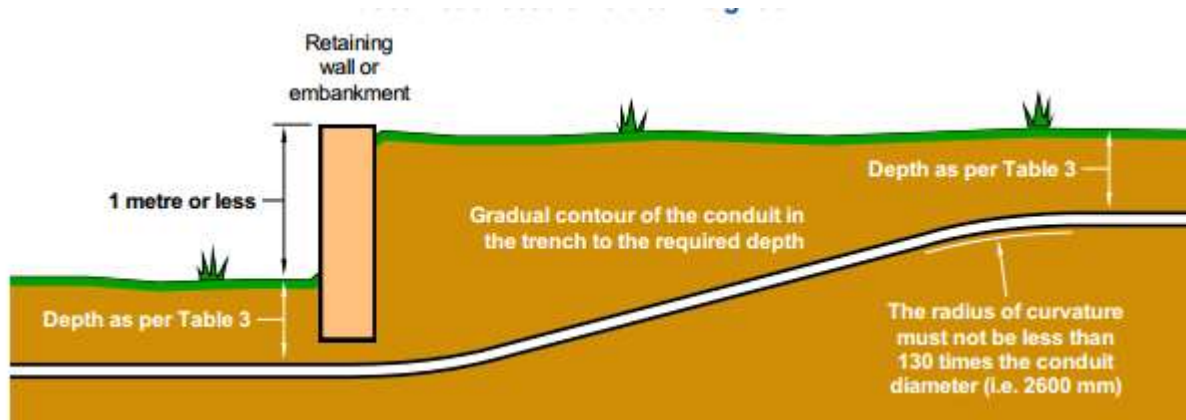 Retaining
wall or
embankment
1 metre or less
Depth as per Table 3
Gradual contour of the conduit in
the trench to the required depth
Depth as per Table 3
The radius of curvature
must not be less than
130 times the conduit
diameter (i.e. 2600 mm)